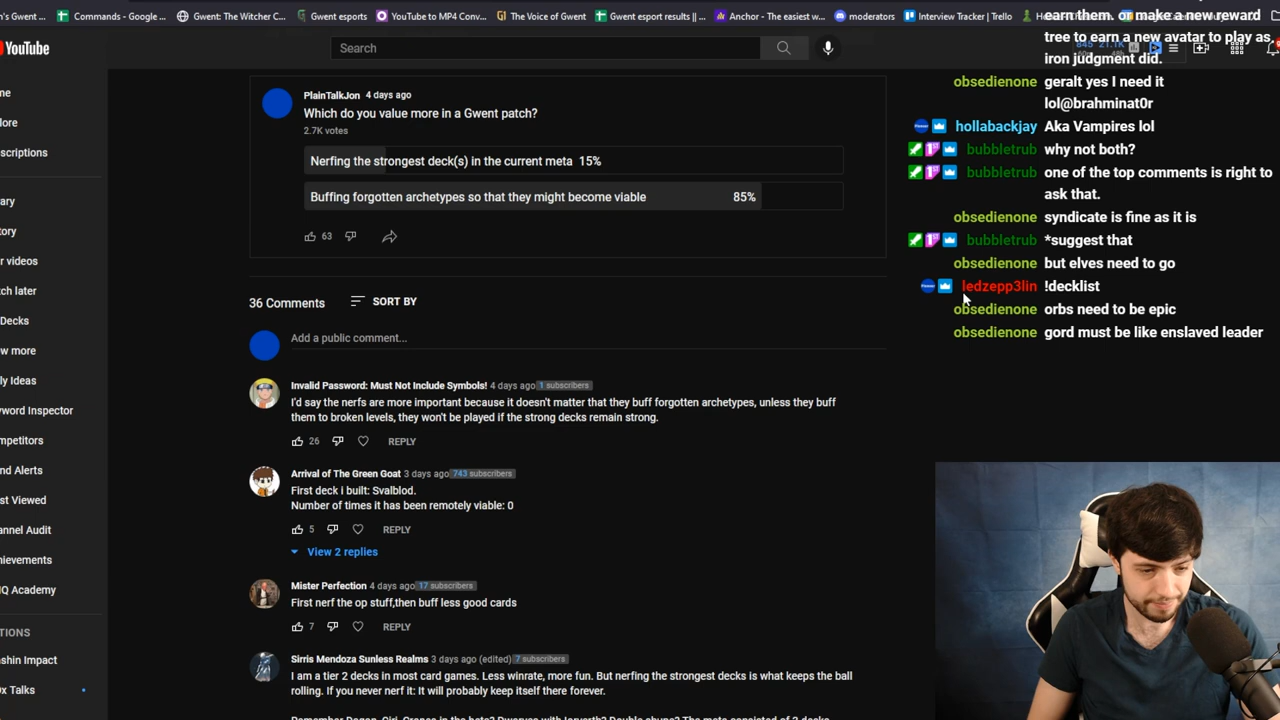 's Gwent ...
Commands - Google ...
Gwent: The Witcher C...
Gwent esports
YouTube to MP4 Conv...
The Voice of Gwent
Gwent esport results || ...
Anchor - The easiest w...
moderators
Interview Tracker | Trello
YouTube
Search
845 21.1K
me
lore
scriptions
ary
tory
r videos
tch later
Decks
w more
ly Ideas
yword Inspector
mpetitors
nd Alerts
st Viewed
annel Audit
hievements
IQ Academy
TIONS
nshin Impact
x Talks
PlainTalkJon 4 days ago
Which do you value more in a Gwent patch?
2.7K votes
Nerfing the strongest deck(s) in the current meta 15%
Buffing forgotten archetypes so that they might become viable 85%
63
36 Comments SORT BY
Add a public comment...
Invalid Password: Must Not Include Symbols! 4 days ago 1 subscribers
I'd say the nerfs are more important because it doesn't matter that they buff forgotten archetypes, unless they buff
them to broken levels, they won't be played if the strong decks remain strong.
26 REPLY
Arrival of The Green Goat 3 days ago 743 subscribers
First deck i built: Svalblod.
Number of times it has been remotely viable: 0
5 REPLY
View 2 replies
Mister Perfection 4 days ago 17 subscribers
First nerf the op stuff,then buff less good cards
7 REPLY
Sirris Mendoza Sunless Realms 3 days ago (edited) 7 subscribers
I am a tier 2 decks in most card games. Less winrate, more fun. But nerfing the strongest decks is what keeps the ball
rolling. If you never nerf it: It will probably keep itself there forever.
earn them. or make a new reward
tree to earn a new avatar to play as.
iron judgment did.
obsedienone geralt yes I need it
lol@brahminat0r
hollabackjay Aka Vampires lol
bubbletrub why not both?
bubbletrub one of the top comments is right to
ask that.
obsedienone syndicate is fine as it is
bubbletrub *suggest that
obsedienone but elves need to go
ledzepp3lin !decklist
obsedienone orbs need to be epic
obsedienone gord must be like enslaved leader